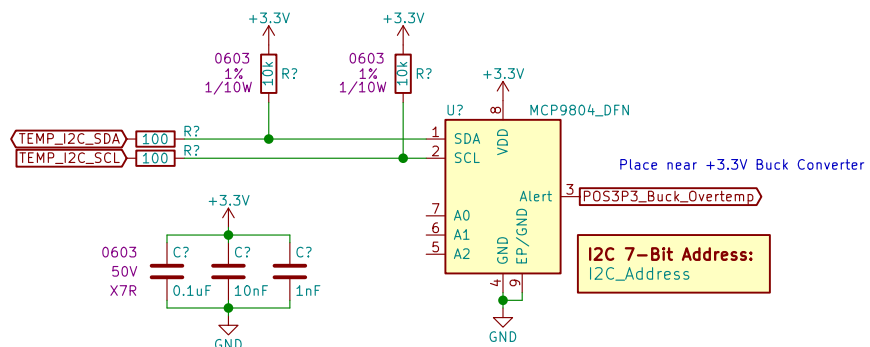 +3.3V
+3.3V
0603
1%
1/10W
10k
R?
0603
1%
1/10W
10k
R?
+3.3V
U?
MCP9804_DFN
8
VDD
TEMP_I2C_SDA
100
R?
1
SDA
TEMP_I2C_SCL
100
R?
2
SCL
Place near +3.3V Buck Converter
Alert
3
POS3P3_Buck_Overtemp
7
A0
6
A1
5
A2
GND
EP/GND
4
9
GND
+3.3V
0603
50V
X7R
C?
0.1uF
C?
10nF
C?
1nF
GND
I2C 7-Bit Address:
I2C_Address